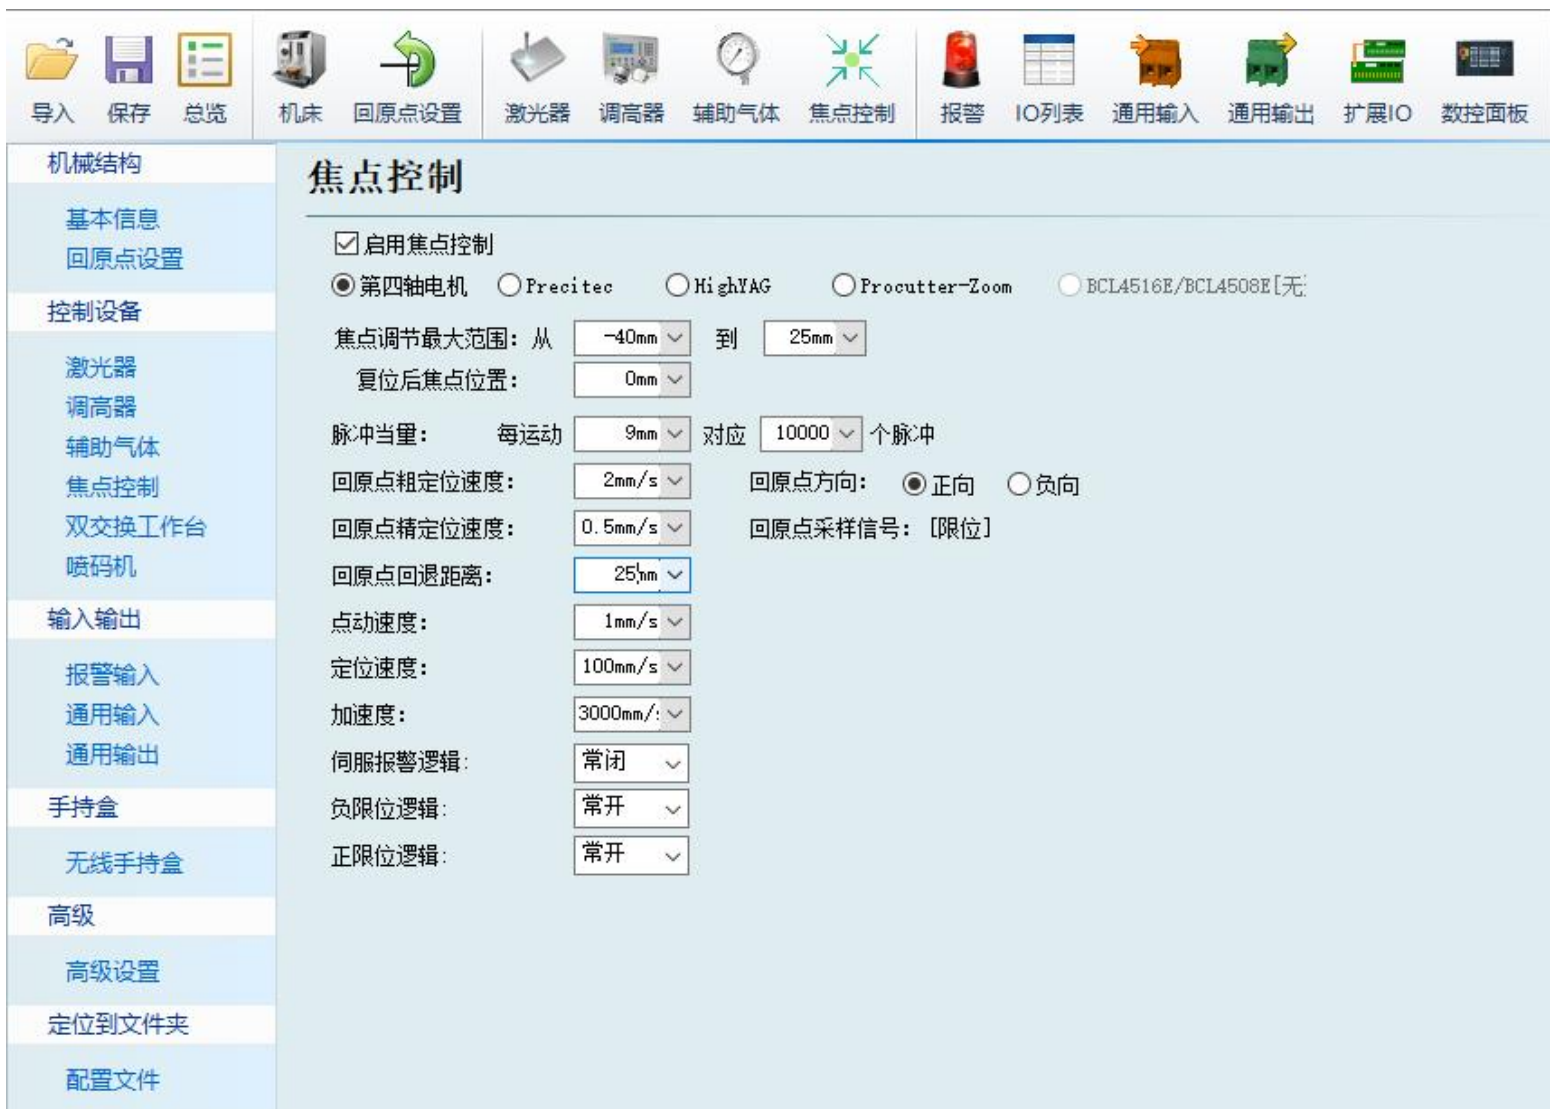 导入 保存 总览 机床 回原点设置 激光器 调高器 辅助气体 焦点控制 报警 IO列表 通用输入 通用输出 扩展IO 数控面板
机械结构
基本信息
回原点设置
控制设备
激光器
调高器
辅助气体
焦点控制
双交换工作台
喷码机
输入输出
报警输入
通用输入
通用输出
手持盒
无线手持盒
高级
高级设置
定位到文件夹
配置文件
焦点控制
启用焦点控制
第四轴电机 Precitec HighYAG Procutter-Zoom BCL4516E/BCL4508E[无
焦点调节最大范围: 从 -40mm 到 25mm
复位后焦点位置: 0mm
脉冲当量: 每运动 9mm 对应 10000 个脉冲
回原点粗定位速度: 2mm/s 回原点方向: 正向 负向
回原点精定位速度: 0.5mm/s 回原点采样信号: [限位]
回原点回退距离: 25mm
点动速度: 1mm/s
定位速度: 100mm/s
加速度: 3000mm/
伺服报警逻辑: 常闭
负限位逻辑: 常开
正限位逻辑: 常开